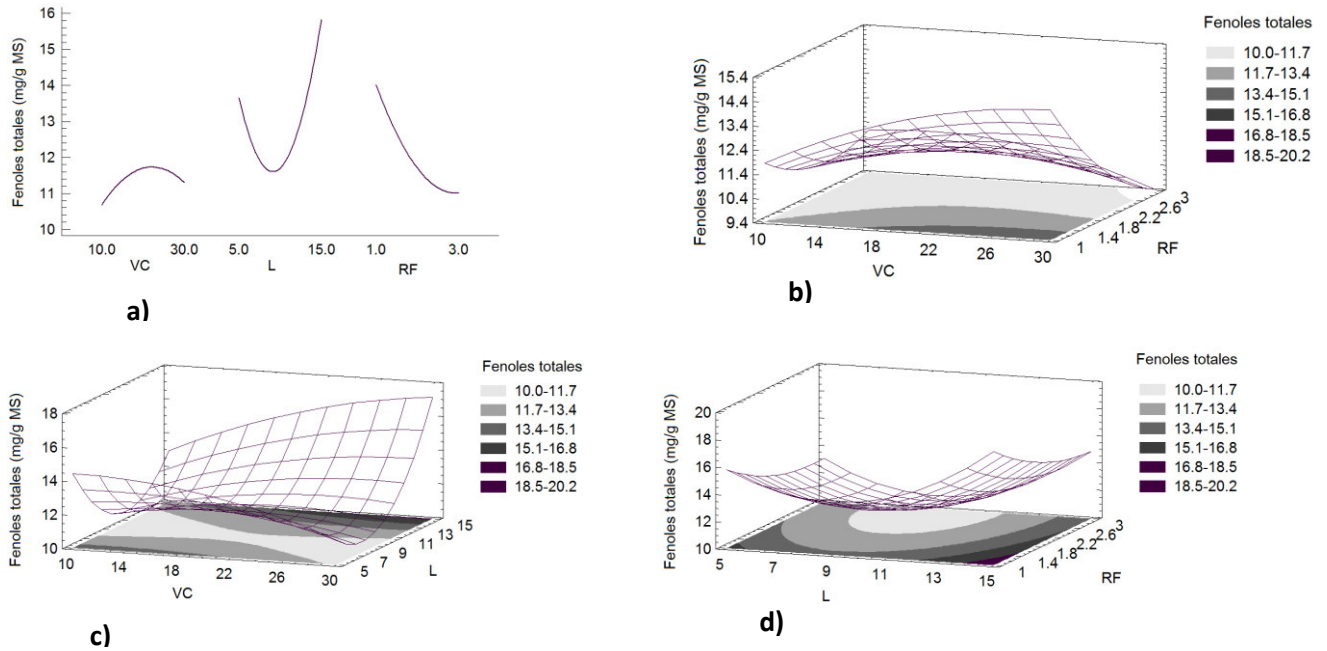 Fenoles totales (mg/g MS)
16
15
14
13
12
11
10
10.0 30.0 5.0 15.0 1.0 3.0
VC L RF
a)
Fenoles totales (mg/g MS)
15.4
14.4
13.4
12.4
11.4
10.4
9.4
10 14 18 22 26 30
VC
1 1.4 1.8 2.2 2.6 3
RF
Fenoles totales
10.0-11.7
11.7-13.4
13.4-15.1
15.1-16.8
16.8-18.5
18.5-20.2
b)
Fenoles totales (mg/g MS)
18
16
14
12
10
10 14 18 22 26 30
VC
5 7 9 11 13 15
L
Fenoles totales
10.0-11.7
11.7-13.4
13.4-15.1
15.1-16.8
16.8-18.5
18.5-20.2
c)
Fenoles totales (mg/g MS)
20
18
16
14
12
10
5 7 9 11 13 15
L
1 1.4 1.8 2.2 2.6 3
RF
Fenoles totales
10.0-11.7
11.7-13.4
13.4-15.1
15.1-16.8
16.8-18.5
18.5-20.2
d)